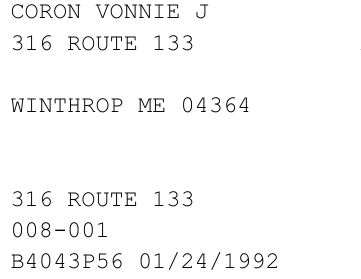 CORON VONNIE J
316 ROUTE 133
WINTHROP ME 04364
316 ROUTE 133
008-001
B4043P56 01/24/1992